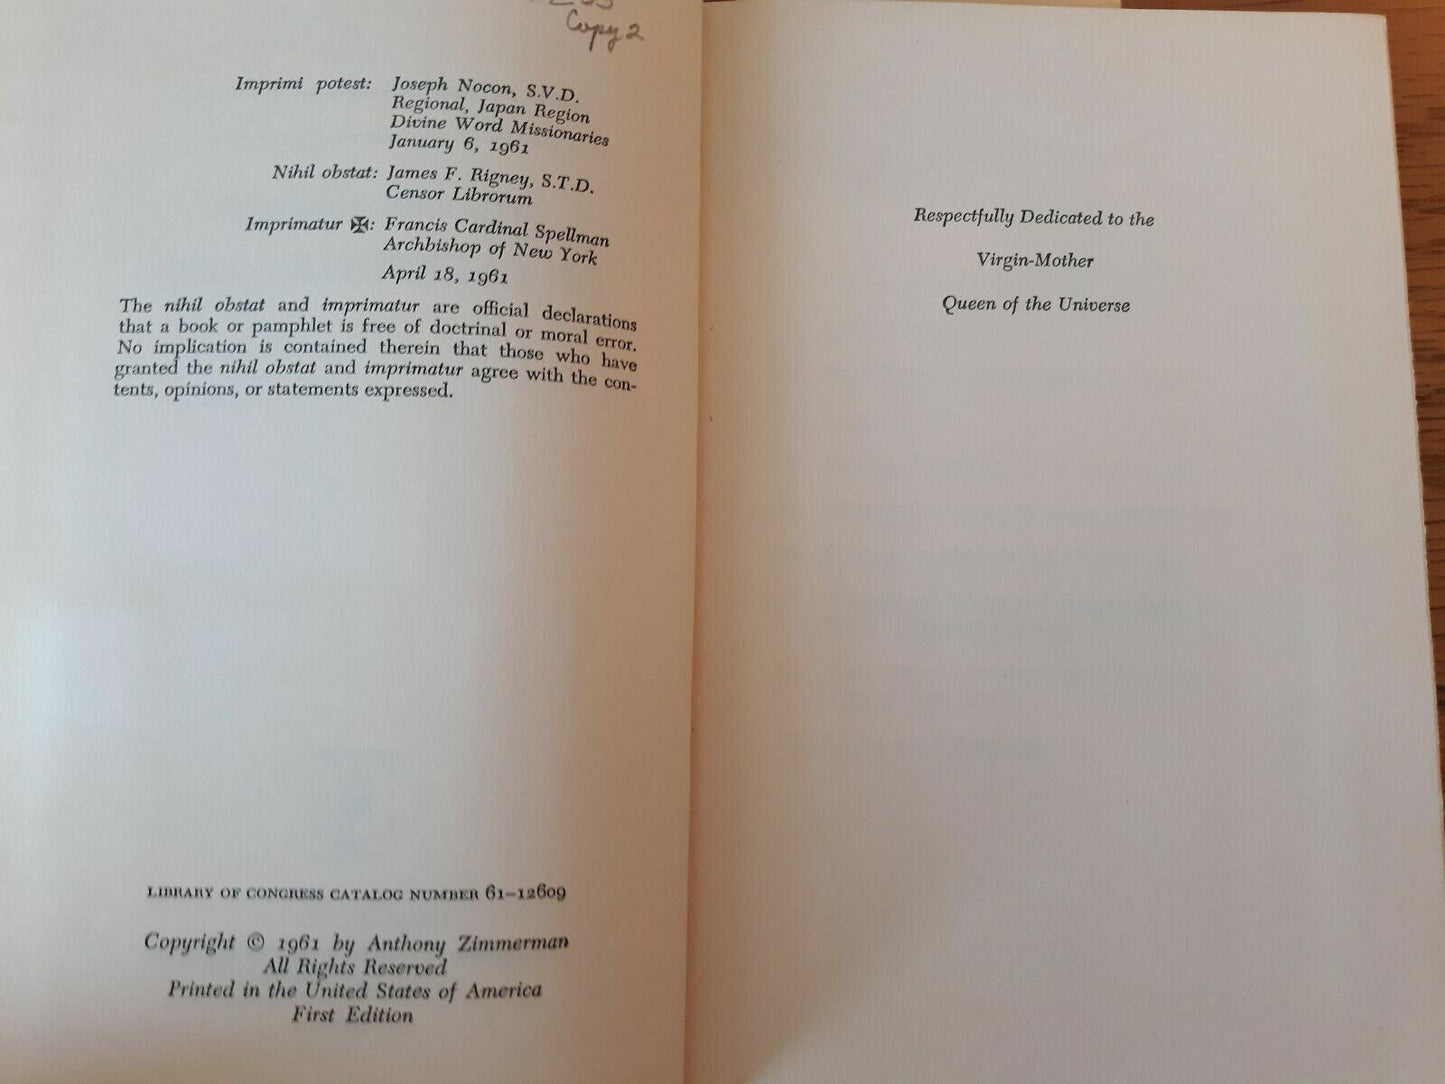 Copy 2
Imprimi potest: Joseph Nocon, S.V.D.
Regional, Japan Region
Divine Word Missionaries
January 6, 1961
Nihil obstat: James F. Rigney, S.T.D.
Censor Librorum
Imprimatur ✠: Francis Cardinal Spellman
Archbishop of New York
April 18, 1961
The nihil obstat and imprimatur are official declarations
that a book or pamphlet is free of doctrinal or moral error.
No implication is contained therein that those who have
granted the nihil obstat and imprimatur agree with the con-
tents, opinions, or statements expressed.
LIBRARY OF CONGRESS CATALOG NUMBER 61–12609
Copyright © 1961 by Anthony Zimmerman
All Rights Reserved
Printed in the United States of America
First Edition
Respectfully Dedicated to the
Virgin-Mother
Queen of the Universe